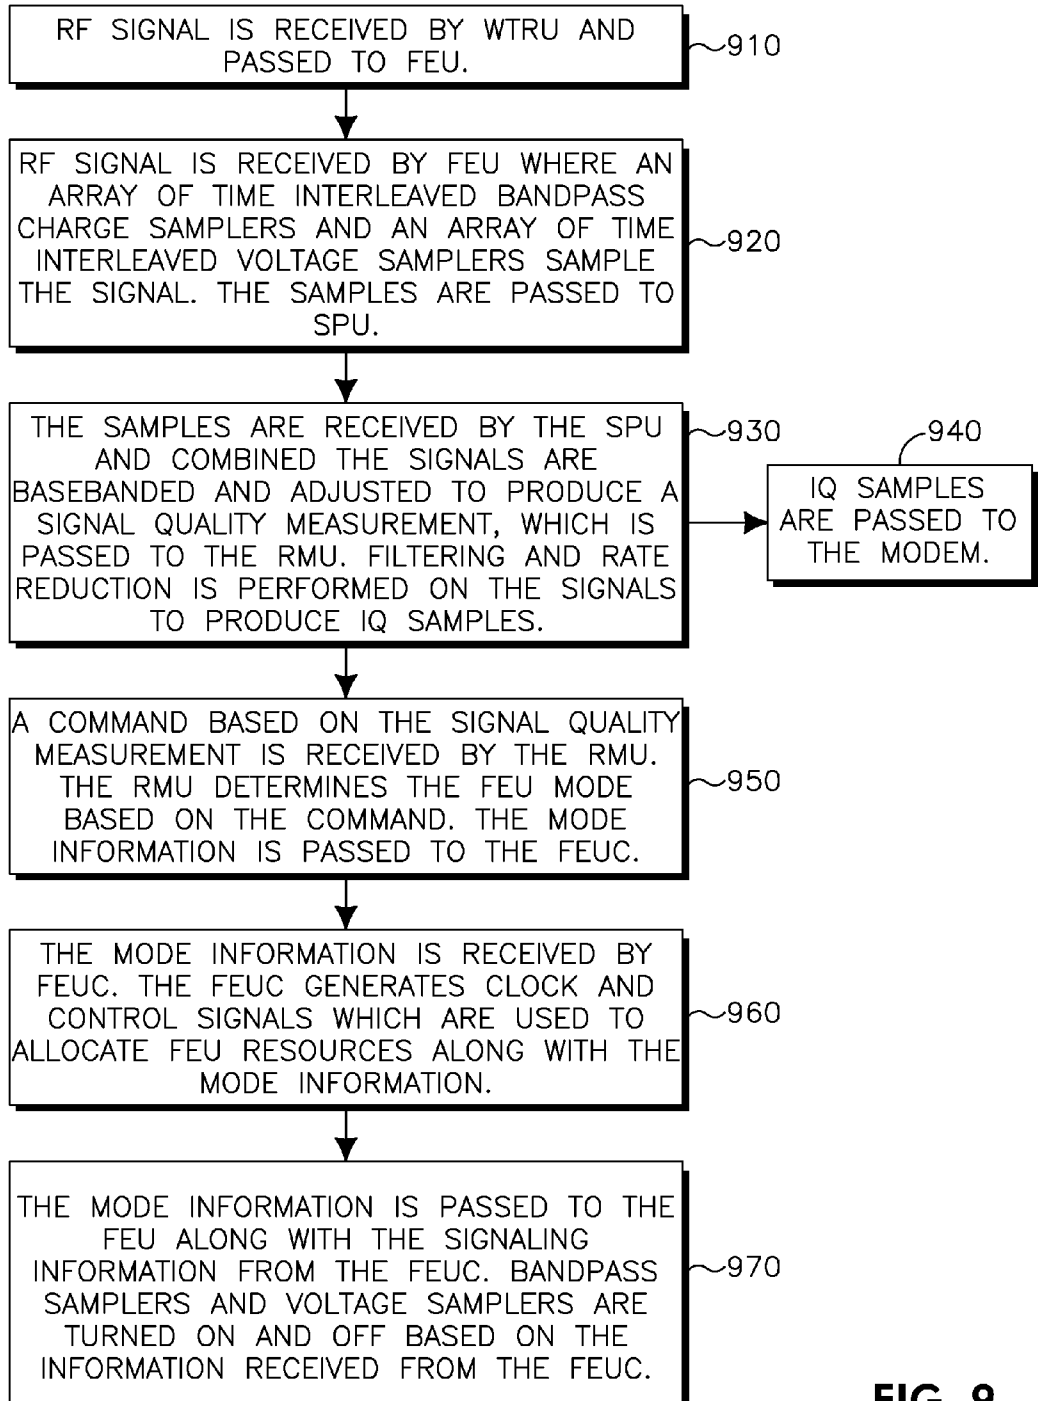 RF SIGNAL IS RECEIVED BY WTRU AND
PASSED TO FEU.
910
RF SIGNAL IS RECEIVED BY FEU WHERE AN
ARRAY OF TIME INTERLEAVED BANDPASS
CHARGE SAMPLERS AND AN ARRAY OF TIME
INTERLEAVED VOLTAGE SAMPLERS SAMPLE
THE SIGNAL. THE SAMPLES ARE PASSED TO
SPU.
920
THE SAMPLES ARE RECEIVED BY THE SPU
AND COMBINED THE SIGNALS ARE
BASEBANDED AND ADJUSTED TO PRODUCE A
SIGNAL QUALITY MEASUREMENT, WHICH IS
PASSED TO THE RMU. FILTERING AND RATE
REDUCTION IS PERFORMED ON THE SIGNALS
TO PRODUCE IQ SAMPLES.
930
940
IQ SAMPLES
ARE PASSED TO
THE MODEM.
A COMMAND BASED ON THE SIGNAL QUALITY
MEASUREMENT IS RECEIVED BY THE RMU.
THE RMU DETERMINES THE FEU MODE
BASED ON THE COMMAND. THE MODE
INFORMATION IS PASSED TO THE FEUC.
950
THE MODE INFORMATION IS RECEIVED BY
FEUC. THE FEUC GENERATES CLOCK AND
CONTROL SIGNALS WHICH ARE USED TO
ALLOCATE FEU RESOURCES ALONG WITH THE
MODE INFORMATION.
960
THE MODE INFORMATION IS PASSED TO THE
FEU ALONG WITH THE SIGNALING
INFORMATION FROM THE FEUC. BANDPASS
SAMPLERS AND VOLTAGE SAMPLERS ARE
TURNED ON AND OFF BASED ON THE
INFORMATION RECEIVED FROM THE FEUC.
970
FIG. 9